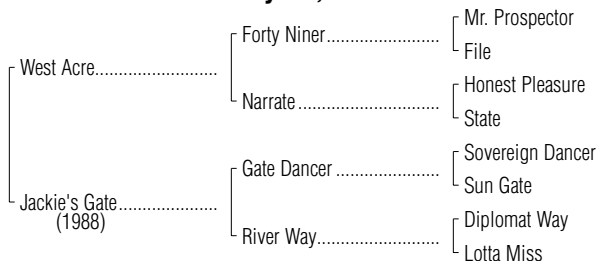 Mr. Prospector
Forty Niner
File
West Acre
Honest Pleasure
Narrate
State
Sovereign Dancer
Gate Dancer
Sun Gate
Jackie's Gate
(1988)
Diplomat Way
River Way
Lotta Miss